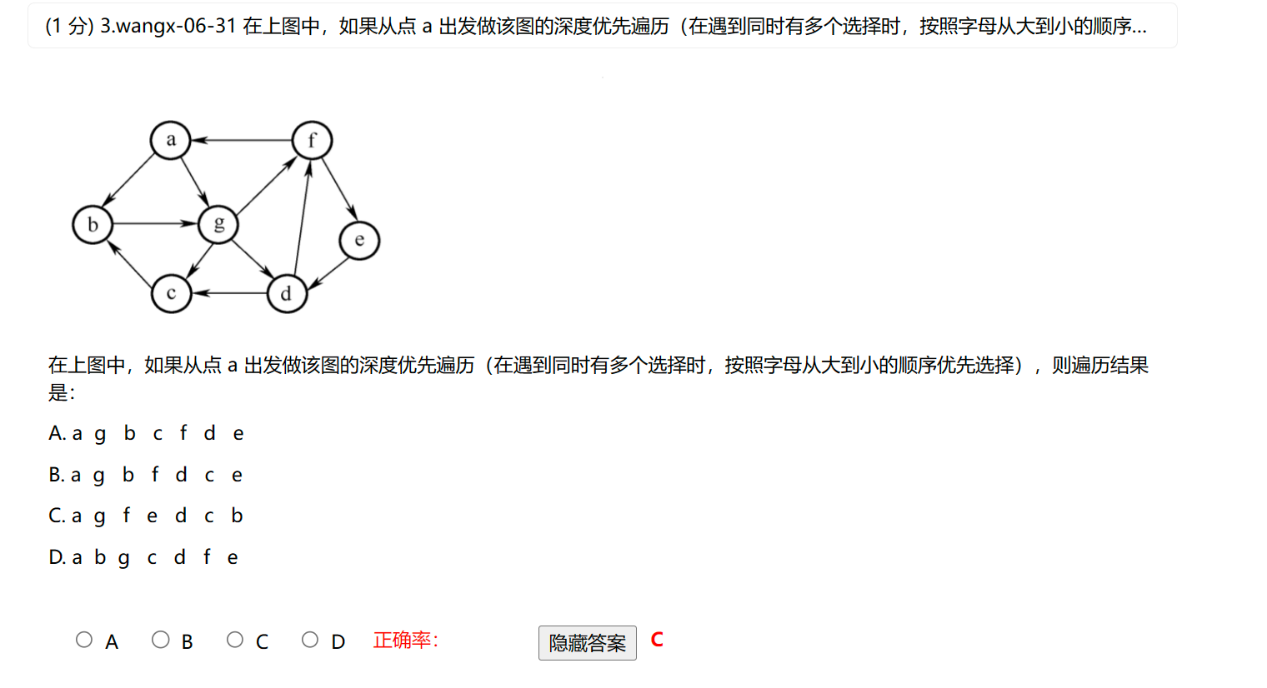 (1 分) 3.wangx-06-31 在上图中，如果从点 a 出发做该图的深度优先遍历（在遇到同时有多个选择时，按照字母从大到小的顺序...
a f
b g e
c d
在上图中，如果从点 a 出发做该图的深度优先遍历（在遇到同时有多个选择时，按照字母从大到小的顺序优先选择），则遍历结果
是：
A. a g b c f d e
B. a g b f d c e
C. a g f e d c b
D. a b g c d f e
A B C D 正确率： 隐藏答案 C